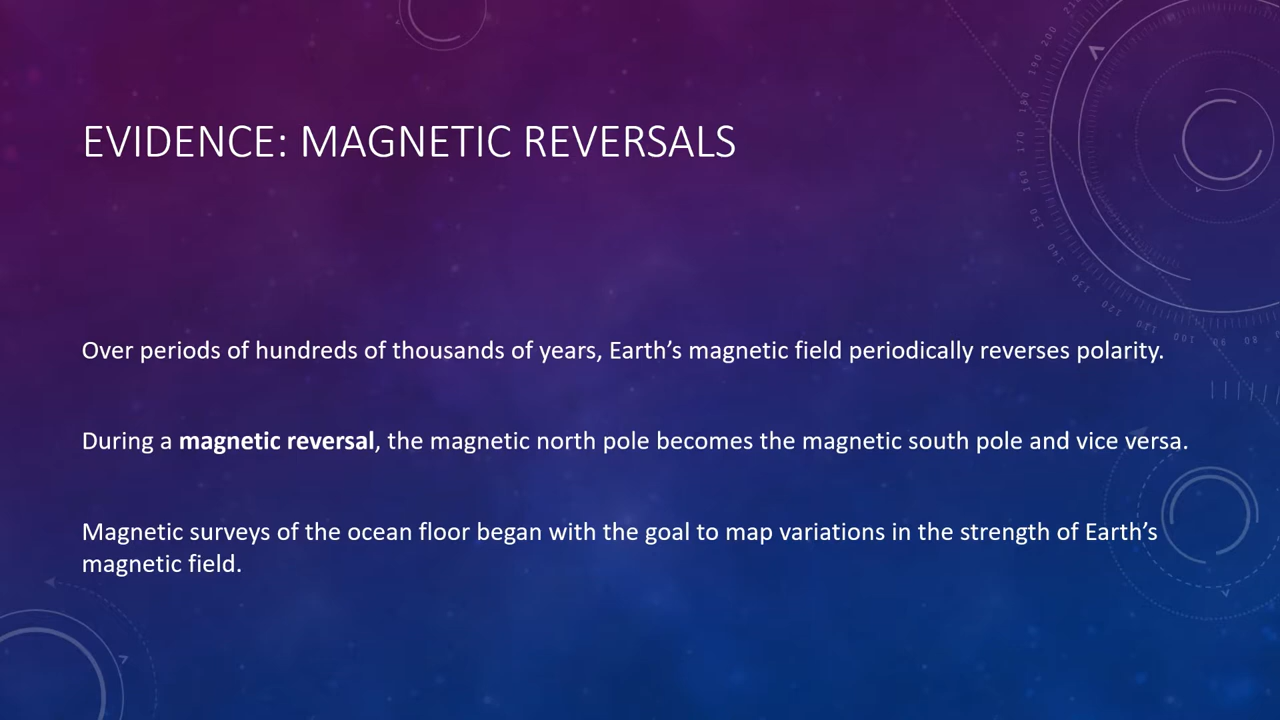 EVIDENCE: MAGNETIC REVERSALS
Over periods of hundreds of thousands of years, Earth’s magnetic field periodically reverses polarity.
During a magnetic reversal, the magnetic north pole becomes the magnetic south pole and vice versa.
Magnetic surveys of the ocean floor began with the goal to map variations in the strength of Earth’s
magnetic field.